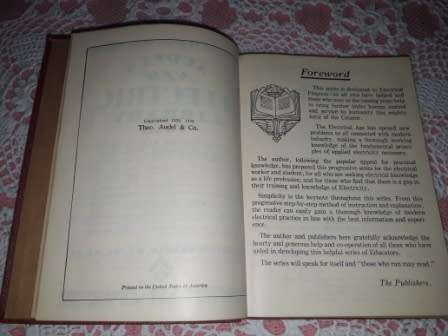 Theo. Audel & Co.
Printed in the United States of America
Foreword
This series is dedicated to Electrical
Progress—to all who have helped and
those who may in the coming years help
to bring further under human control
and service to humanity this mighty
force of the Creator.
The Electrical Age has opened new
problems to all connected with modern
industry, making a thorough working
knowledge of the fundamental princi-
ples of applied electricity necessary.
The author, following the popular appeal for practical
knowledge, has prepared this progressive series for the electrical
worker and student; for all who are seeking electrical knowledge
as a life profession; and for those who find that there is a gap in
their training and knowledge of Electricity.
Simplicity is the keynote throughout this series. From this
progressive step-by-step method of instruction and explanation,
the reader can easily gain a thorough knowledge of modern
electrical practice in line with the best information and experi-
ence.
The author and publishers here gratefully acknowledge the
hearty and generous help and co-operation of all those who have
aided in developing this helpful series of Educators.
The series will speak for itself and "those who run may read."
The Publishers.